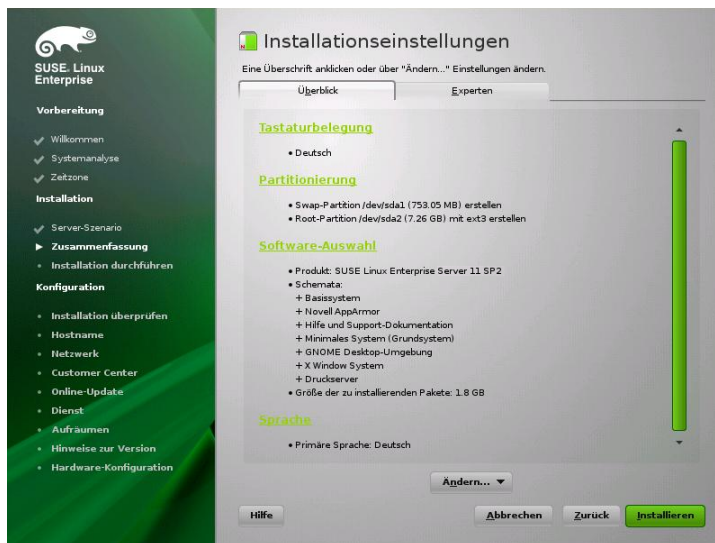 SUSE. Linux
Enterprise
Vorbereitung
Willkommen
Systemanalyse
Zeitzone
Installation
Server-Szenario
Zusammenfassung
Installation durchführen
Konfiguration
Installation überprüfen
Hostname
Netzwerk
Customer Center
Online-Update
Dienst
Aufräumen
Hinweise zur Version
Hardware-Konfiguration
Installationseinstellungen
Eine Überschrift anklicken oder über "Ändern..." Einstellungen ändern.
Überblick
Experten
Tastaturbelegung
• Deutsch
Partitionierung
• Swap-Partition /dev/sda1 (753.05 MB) erstellen
• Root-Partition /dev/sda2 (7.26 GB) mit ext3 erstellen
Software-Auswahl
• Produkt: SUSE Linux Enterprise Server 11 SP2
• Schemata:
+ Basissystem
+ Novell AppArmor
+ Hilfe und Support-Dokumentation
+ Minimales System (Grundsystem)
+ GNOME Desktop-Umgebung
+ X Window System
+ Druckserver
• Größe der zu installierenden Pakete: 1.8 GB
Sprache
• Primäre Sprache: Deutsch
Ändern...
Hilfe
Abbrechen
Zurück
Installieren